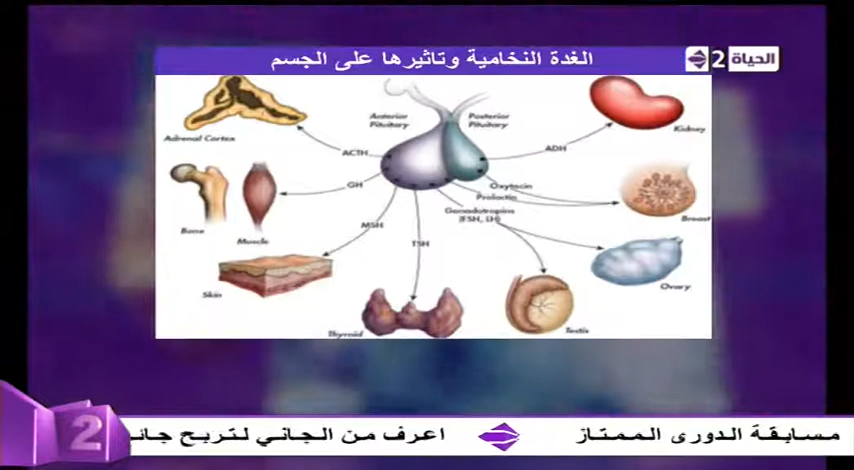 الغدة النخامية وتاثيرها على الجسم
الحياة 2
Adrenal Cortex
Anterior Pituitary
Posterior Pituitary
Kidney
ACTH
ADH
GH
Oxytocin
Prolactin
Gonadotropins
(FSH, LH)
Breast
Bone
Muscle
MSH
TSH
Skin
Ovary
Thyroid
Testis
2
مسابقة الدورى الممتاز
اعرف من الجاني لتربح